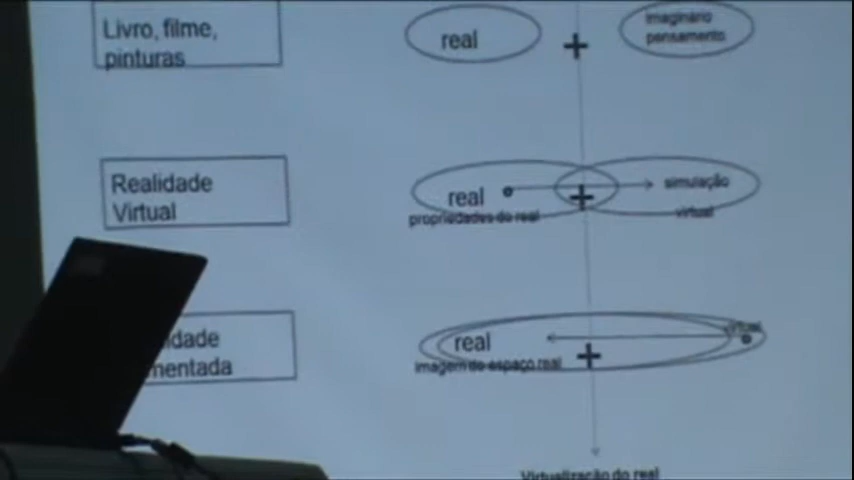 Livro, filme,
pinturas
real
+
imaginário
pensamento
Realidade
Virtual
real
+
simulação
propriedades do real
virtual
idade
mentada
real
+
virtual
imagem do espaço real
Virtualização do real